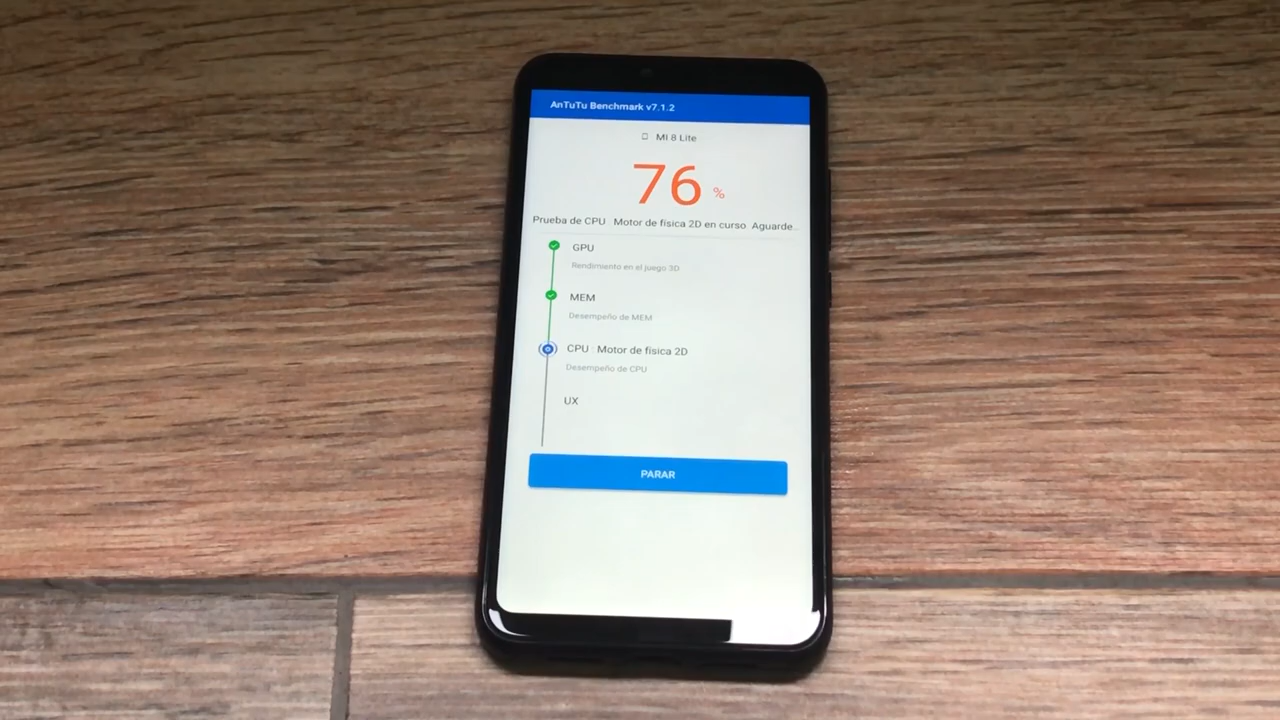 AnTuTu Benchmark v7.1.2
MI 8 Lite
76 %
Prueba de CPU Motor de física 2D en curso Aguarde...
GPU
Rendimiento en el juego 3D
MEM
Desempeño de MEM
CPU Motor de física 2D
Desempeño de CPU
UX
PARAR